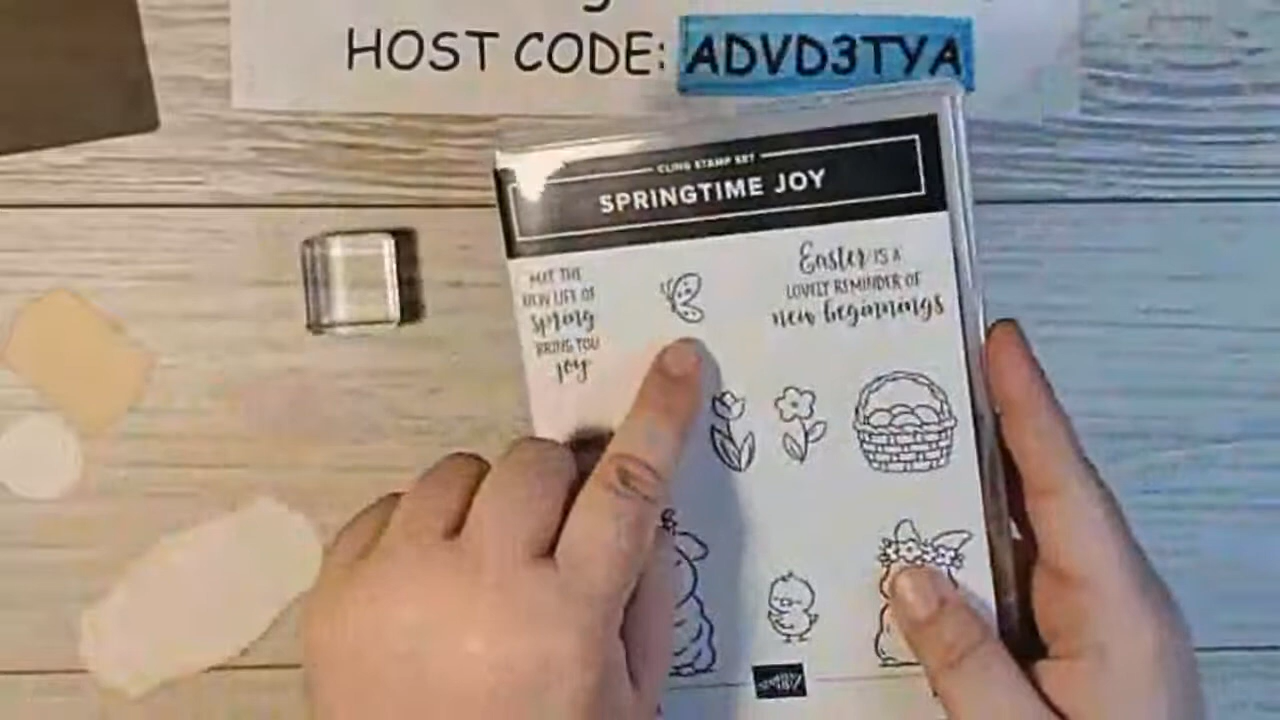 HOST CODE: ADVD3TYA
CLING STAMP SET
SPRINGTIME JOY
MAY THE
NEW LIFE OF
spring
BRING YOU
joy
Easter IS A
LOVELY REMINDER OF
new beginnings